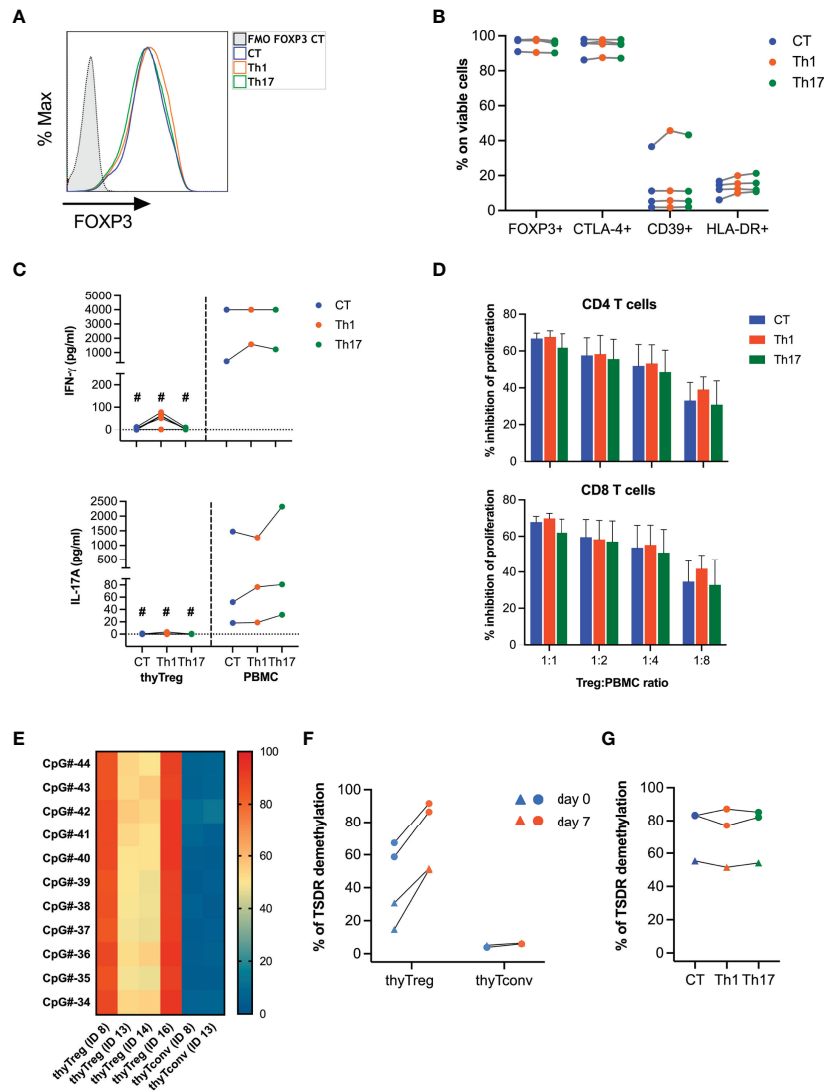 A
FMO FOXP3 CT
CT
Th1
Th17
% Max
FOXP3
B
% on viable cells
100
80
60
40
20
0
FOXP3+ CTLA-4+ CD39+ HLA-DR+
CT
Th1
Th17
C
IFN-γ (pg/ml)
5000
4000
3000
2000
1000
100
50
0
# # #
CT
Th1
Th17
IL-17A (pg/ml)
2500
2000
1500
1000
500
80
60
40
20
0
# # #
CT Th1 Th17 CT Th1 Th17
thyTreg PBMC
D
CD4 T cells
% inhibition of proliferation
80
60
40
20
0
CT
Th1
Th17
CD8 T cells
% inhibition of proliferation
80
60
40
20
0
1:1 1:2 1:4 1:8
Treg:PBMC ratio
E
CpG#-44
CpG#-43
CpG#-42
CpG#-41
CpG#-40
CpG#-39
CpG#-38
CpG#-37
CpG#-36
CpG#-35
CpG#-34
thyTreg (ID 8)
thyTreg (ID 13)
thyTreg (ID 14)
thyTreg (ID 16)
thyTconv (ID 8)
thyTconv (ID 13)
100
80
60
40
20
0
F
% of TSDR demethylation
100
80
60
40
20
0
thyTreg thyTconv
day 0
day 7
G
% of TSDR demethylation
100
80
60
40
20
0
CT Th1 Th17